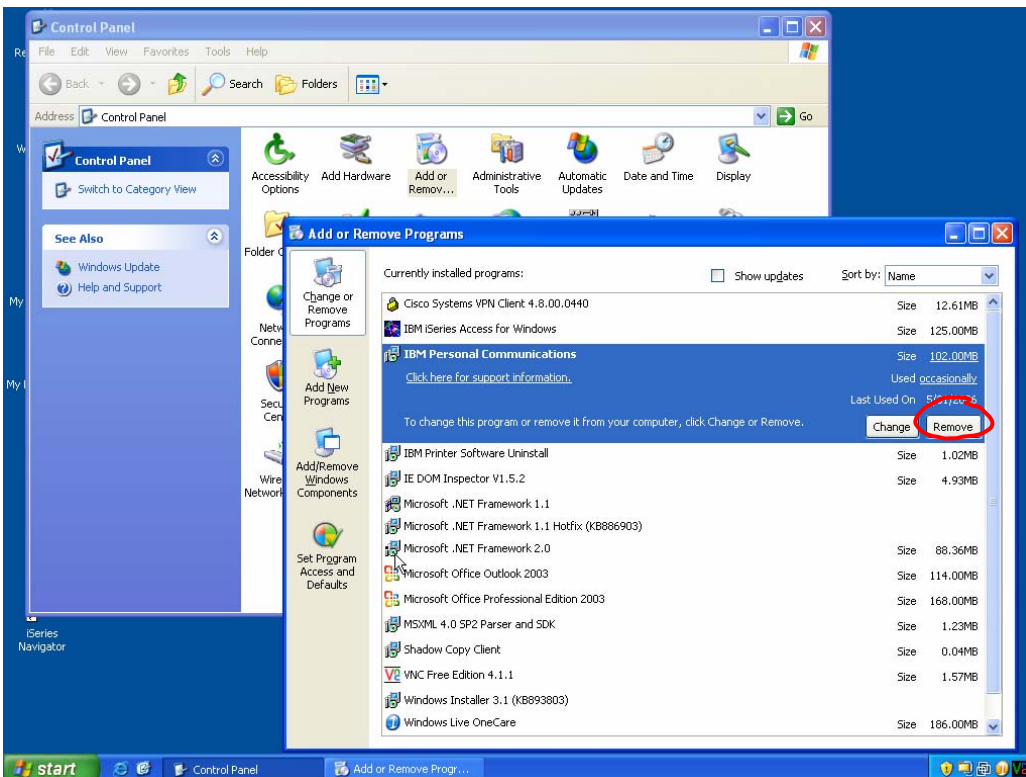 Control Panel
File Edit View Favorites Tools Help
Back Search Folders
Address Control Panel Go
Control Panel
Switch to Category View
See Also
Windows Update
Help and Support
Accessibility Options
Add Hardware
Add or Remov...
Administrative Tools
Automatic Updates
Date and Time
Display
Folder
Add or Remove Programs
Change or Remove Programs
Add New Programs
Add/Remove Windows Components
Set Program Access and Defaults
Currently installed programs: Show updates Sort by: Name
Cisco Systems VPN Client 4.8.00.0440 Size 12.61MB
IBM iSeries Access for Windows Size 125.00MB
IBM Personal Communications Size 102.00MB
Click here for support information. Used occasionally
Last Used On
To change this program or remove it from your computer, click Change or Remove. Change Remove
IBM Printer Software Uninstall Size 1.02MB
IE DOM Inspector V1.5.2 Size 4.93MB
Microsoft .NET Framework 1.1
Microsoft .NET Framework 1.1 Hotfix (KB886903)
Microsoft .NET Framework 2.0 Size 88.36MB
Microsoft Office Outlook 2003 Size 114.00MB
Microsoft Office Professional Edition 2003 Size 168.00MB
MSXML 4.0 SP2 Parser and SDK Size 1.23MB
Shadow Copy Client Size 0.04MB
VNC Free Edition 4.1.1 Size 1.57MB
Windows Installer 3.1 (KB893803)
Windows Live OneCare Size 186.00MB
iSeries Navigator
start Control Panel Add or Remove Progr...